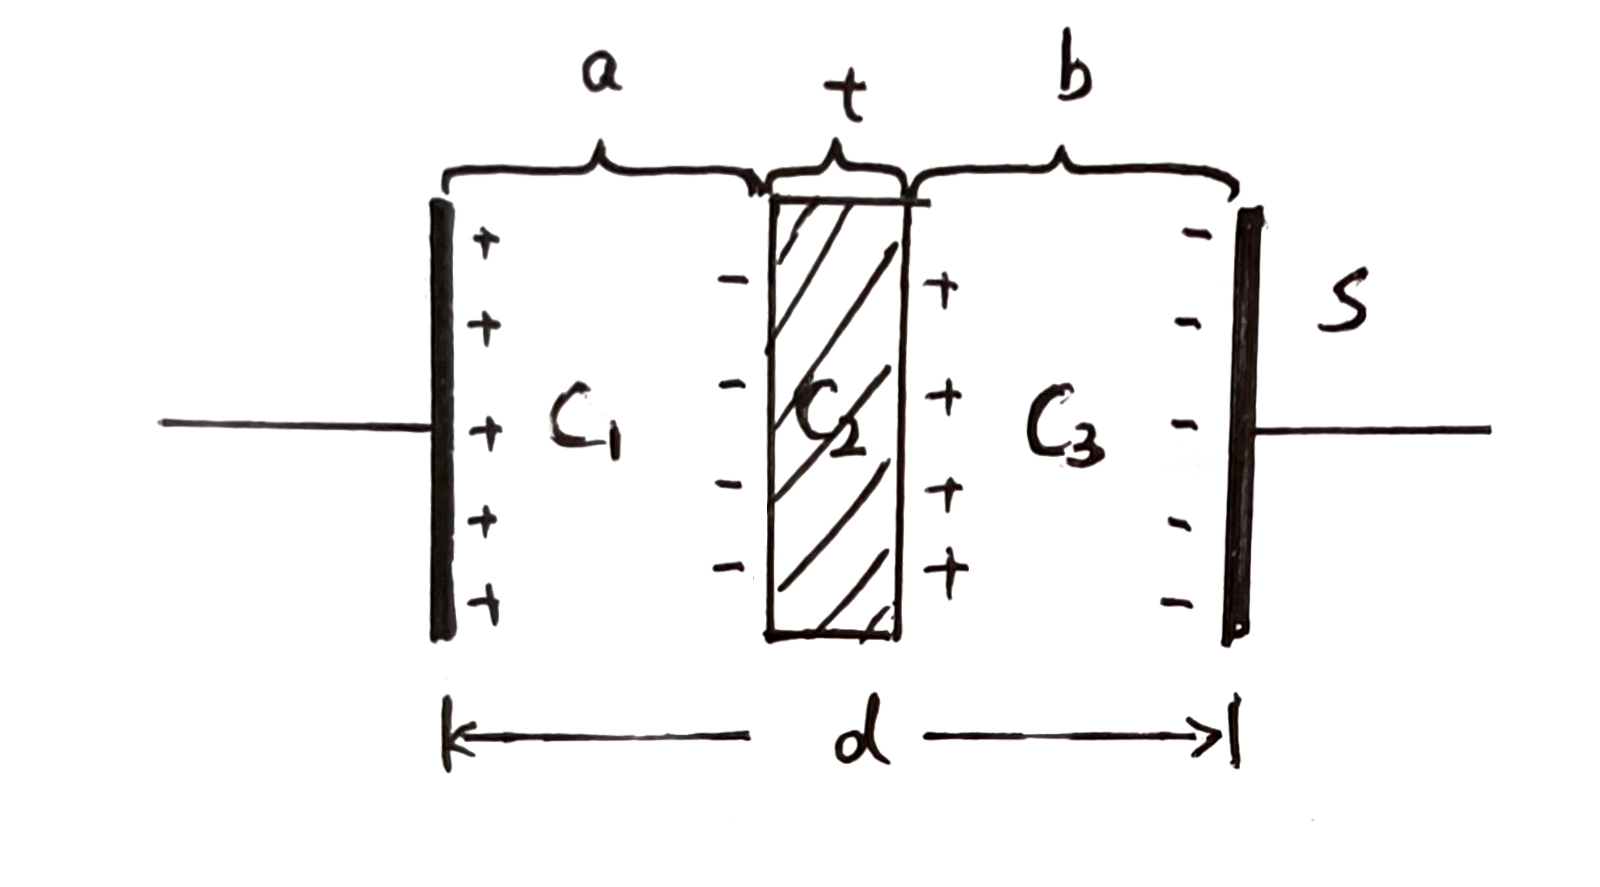 a t b
+ - + -
+ - + -
+ - + -
+ - + -
+ -
S
C₁ C₂ C₃
d